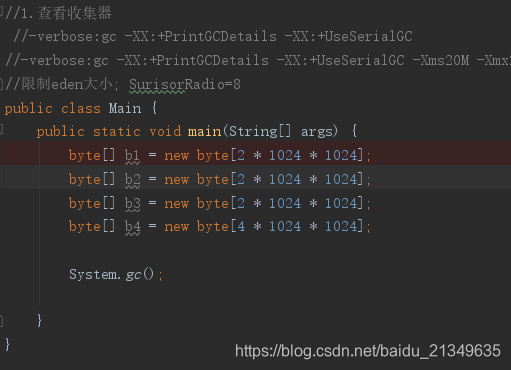 //1.查看收集器
//-verbose:gc -XX:+PrintGCDetails -XX:+UseSerialGC
//-verbose:gc -XX:+PrintGCDetails -XX:+UseSerialGC -Xms20M -Xmx
//限制eden大小; SurisorRadio=8
public class Main {
public static void main(String[] args) {
byte[] b1 = new byte[2 * 1024 * 1024];
byte[] b2 = new byte[2 * 1024 * 1024];
byte[] b3 = new byte[2 * 1024 * 1024];
byte[] b4 = new byte[4 * 1024 * 1024];
System.gc();
}
}
https://blog.csdn.net/baidu_21349635